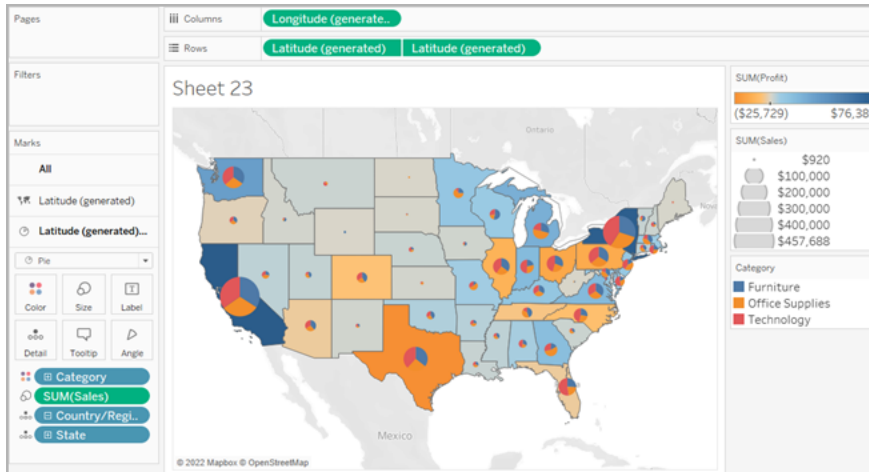 Pages
Columns
Longitude (generate..
Rows
Latitude (generated) Latitude (generated)
Filters
Sheet 23
Marks
All
Latitude (generated)
Latitude (generated)...
Pie
Color Size Label
Detail Tooltip Angle
Category
SUM(Sales)
Country/Regi..
State
Ontario
Mexico
© 2022 Mapbox © OpenStreetMap
SUM(Profit)
($25,729) $76,38
SUM(Sales)
$920
$100,000
$200,000
$300,000
$400,000
$457,688
Category
Furniture
Office Supplies
Technology